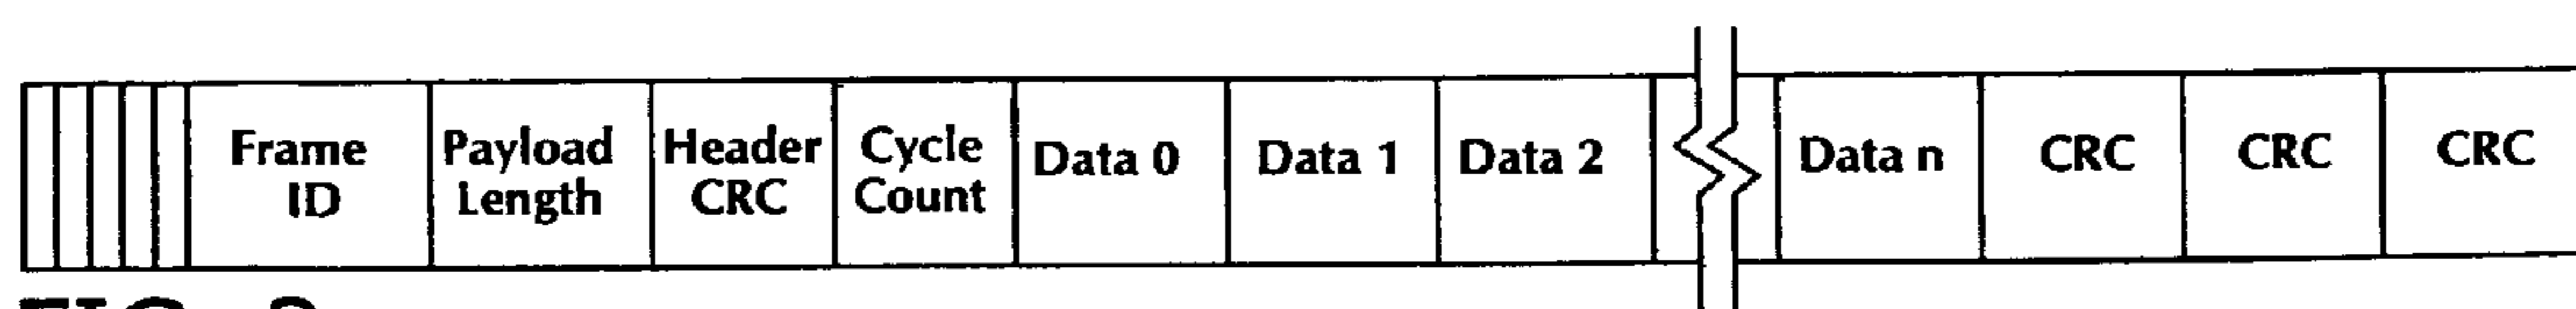 Frame
ID
Payload
Length
Header
CRC
Cycle
Count
Data 0
Data 1
Data 2
Data n
CRC
CRC
CRC